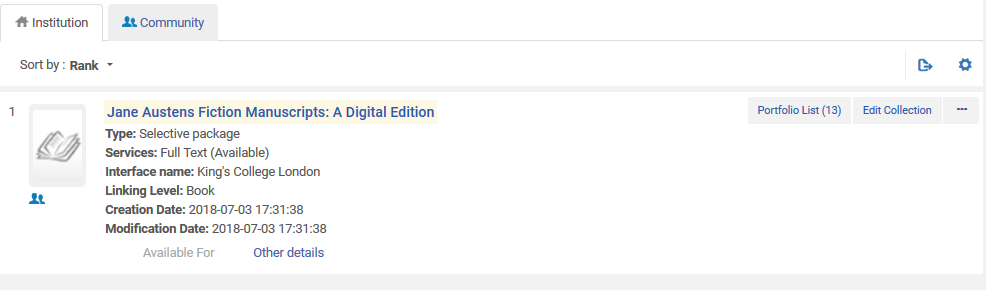 Institution Community
Sort by : Rank
1
Jane Austens Fiction Manuscripts: A Digital Edition
Portfolio List (13) Edit Collection ...
Type: Selective package
Services: Full Text (Available)
Interface name: King's College London
Linking Level: Book
Creation Date: 2018-07-03 17:31:38
Modification Date: 2018-07-03 17:31:38
Available For Other details